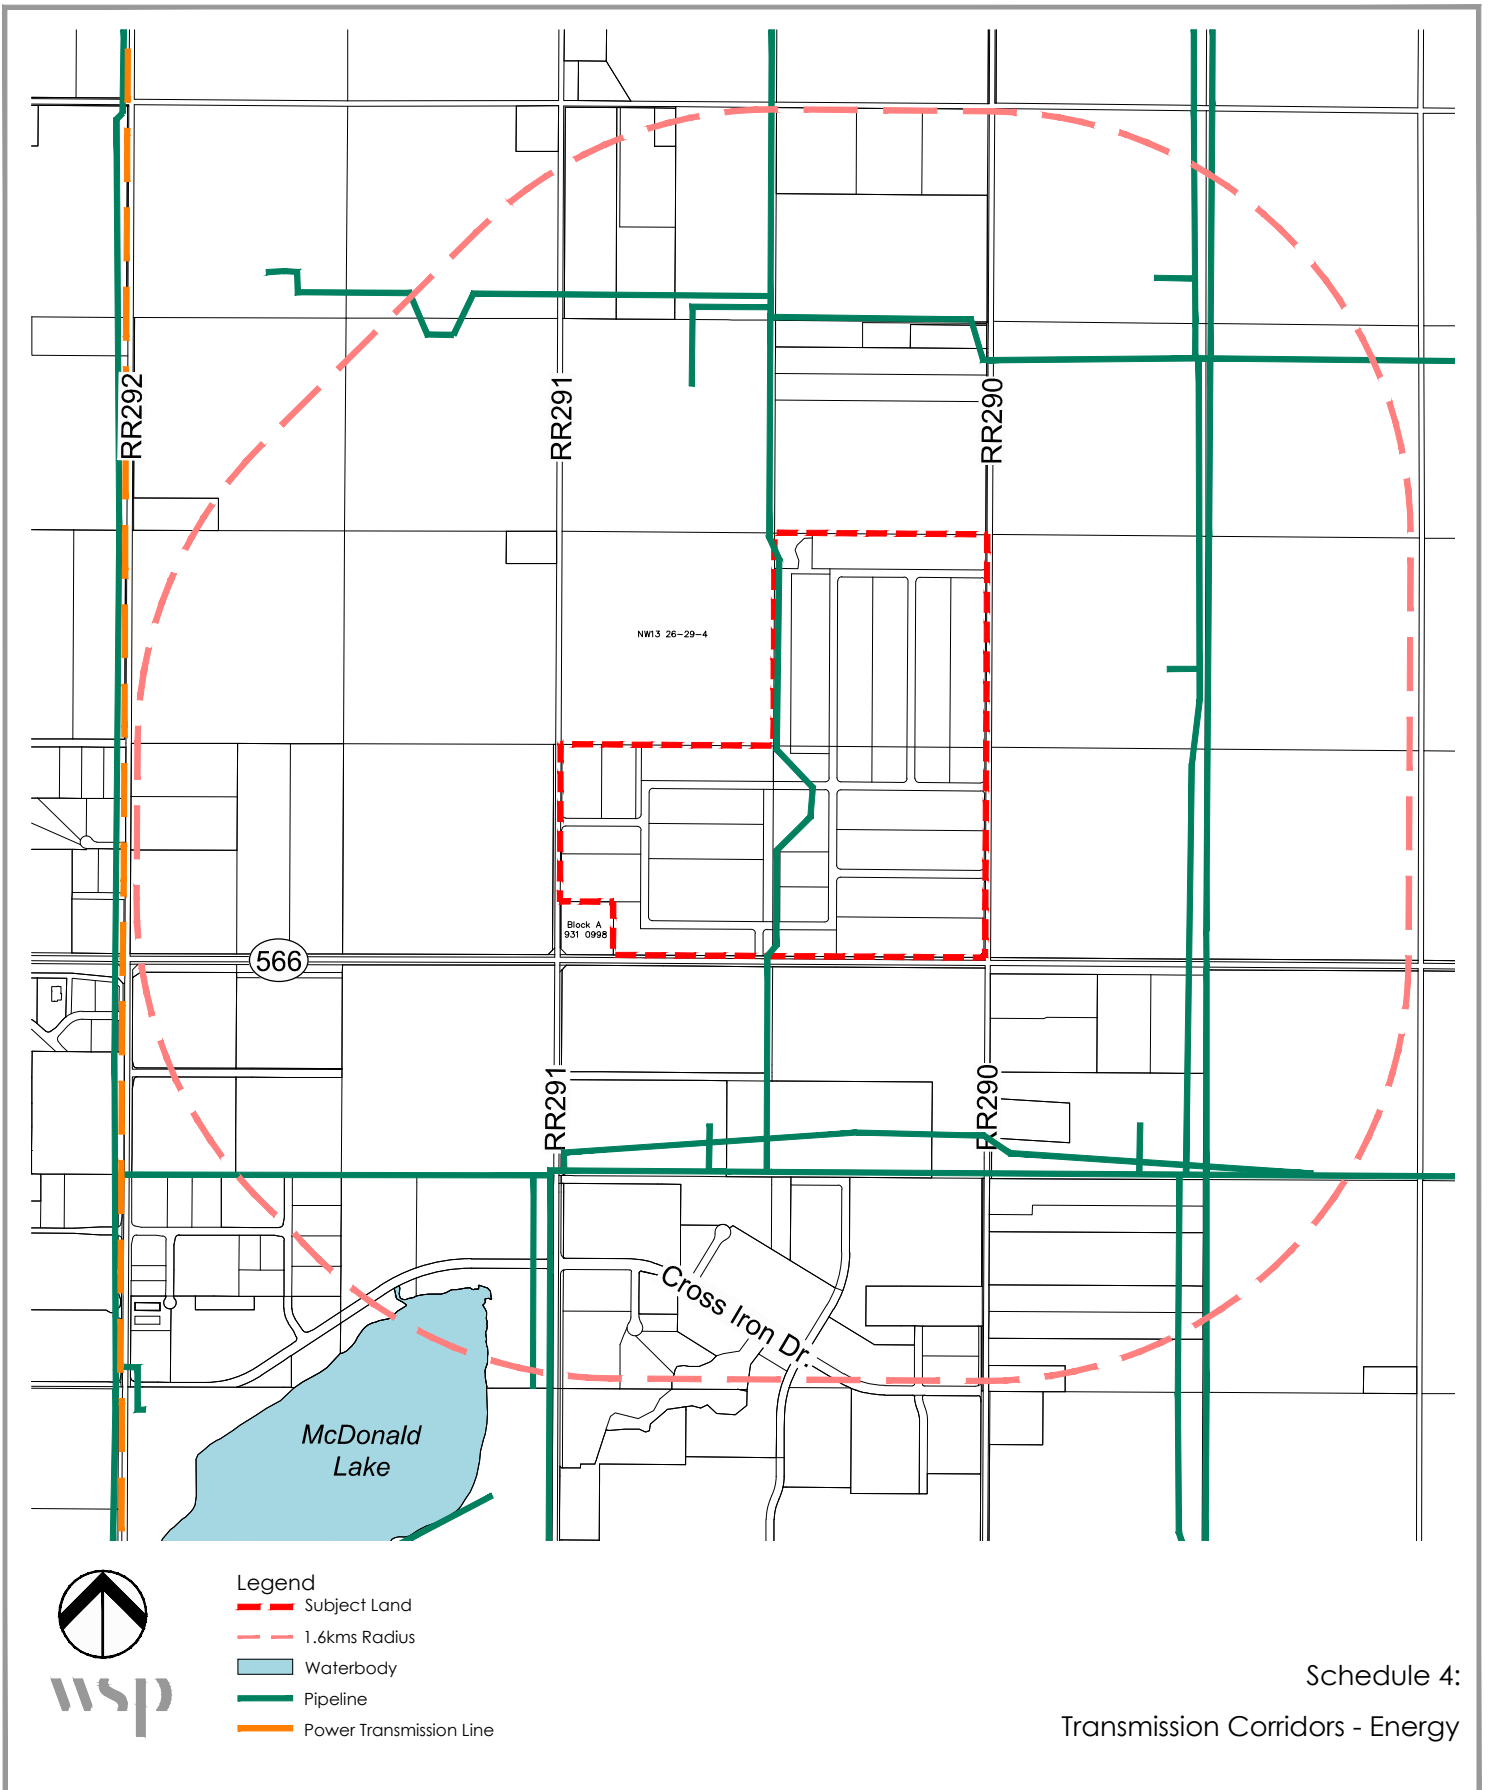 RR292
RR291
RR290
NW13 26-29-4
Block A
931 0998
566
RR291
RR290
Cross Iron Dr.
McDonald
Lake
Legend
Subject Land
1.6kms Radius
Waterbody
Pipeline
Power Transmission Line
wsp
Schedule 4:
Transmission Corridors - Energy